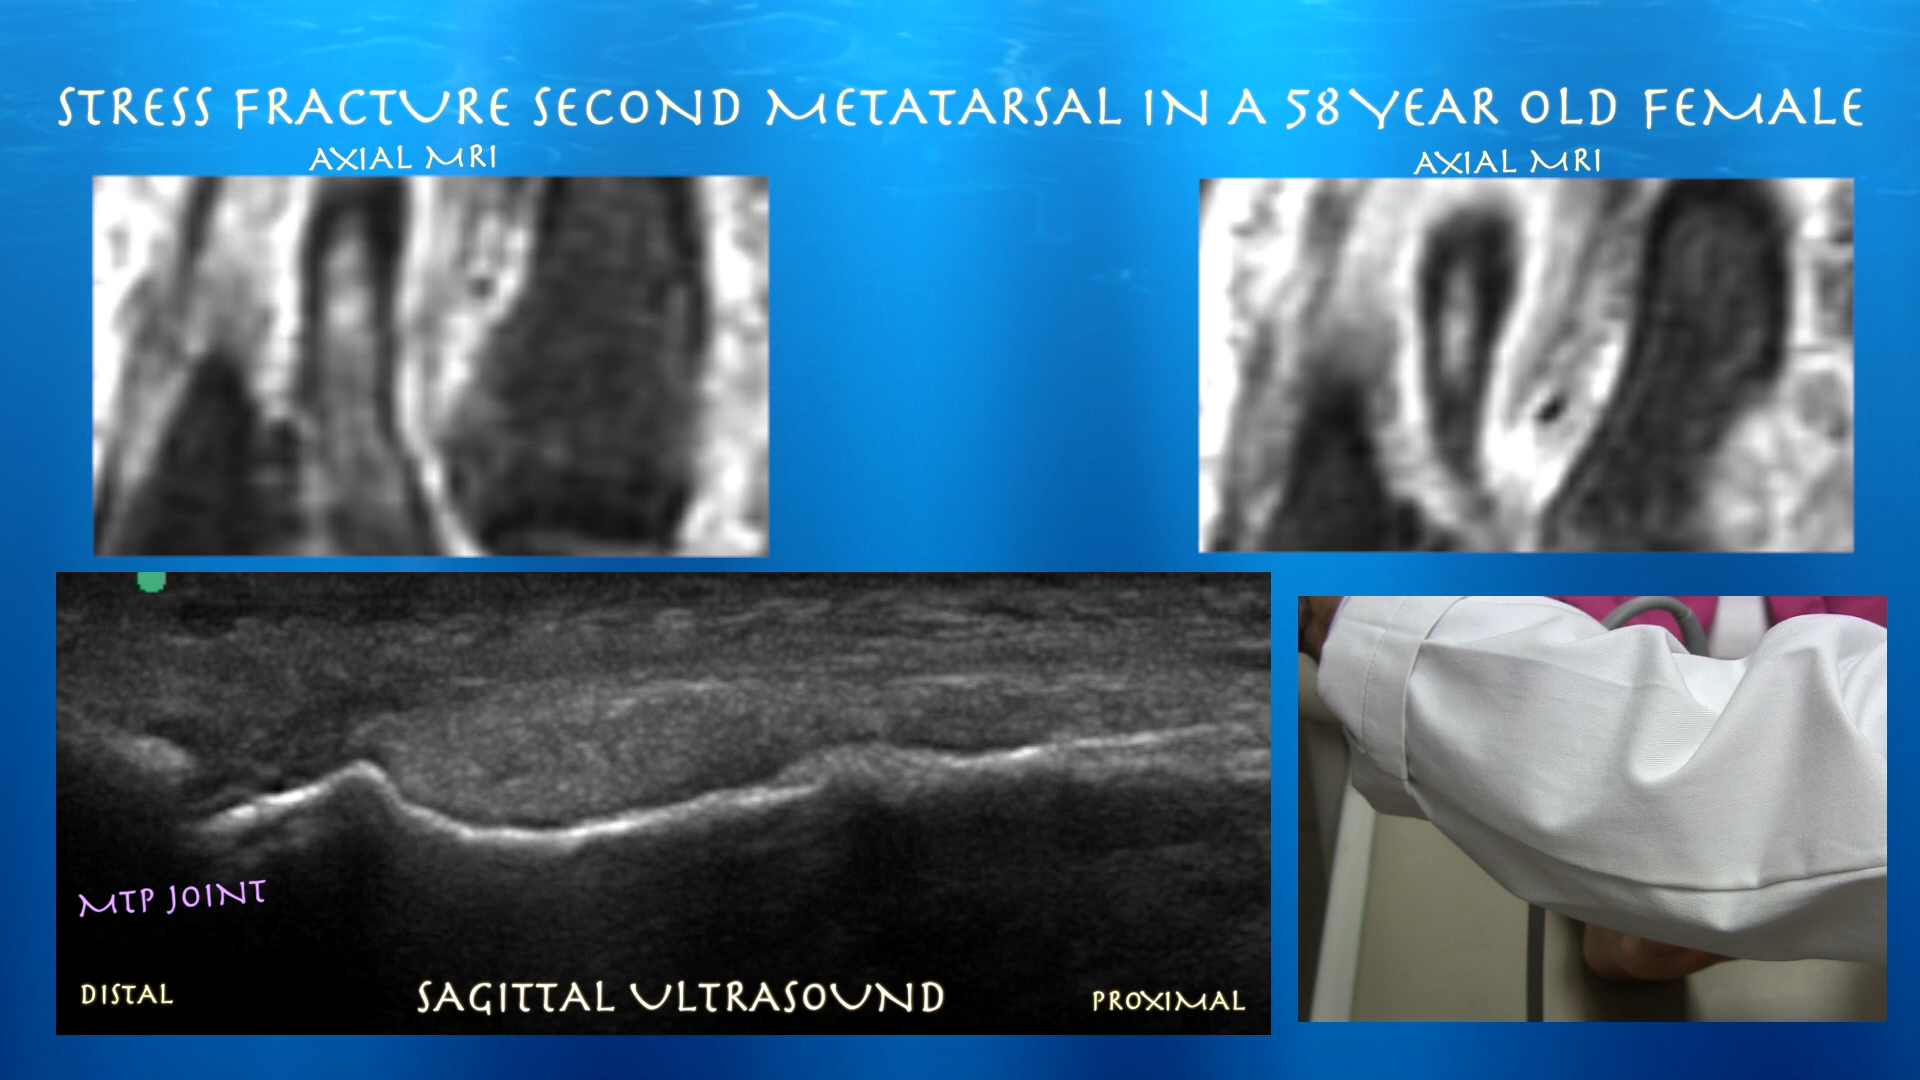 STRESS FRACTURE SECOND METATARSAL IN A 58 YEAR OLD FEMALE
AXIAL MRI
AXIAL MRI
MTP JOINT
DISTAL
SAGITTAL ULTRASOUND
PROXIMAL